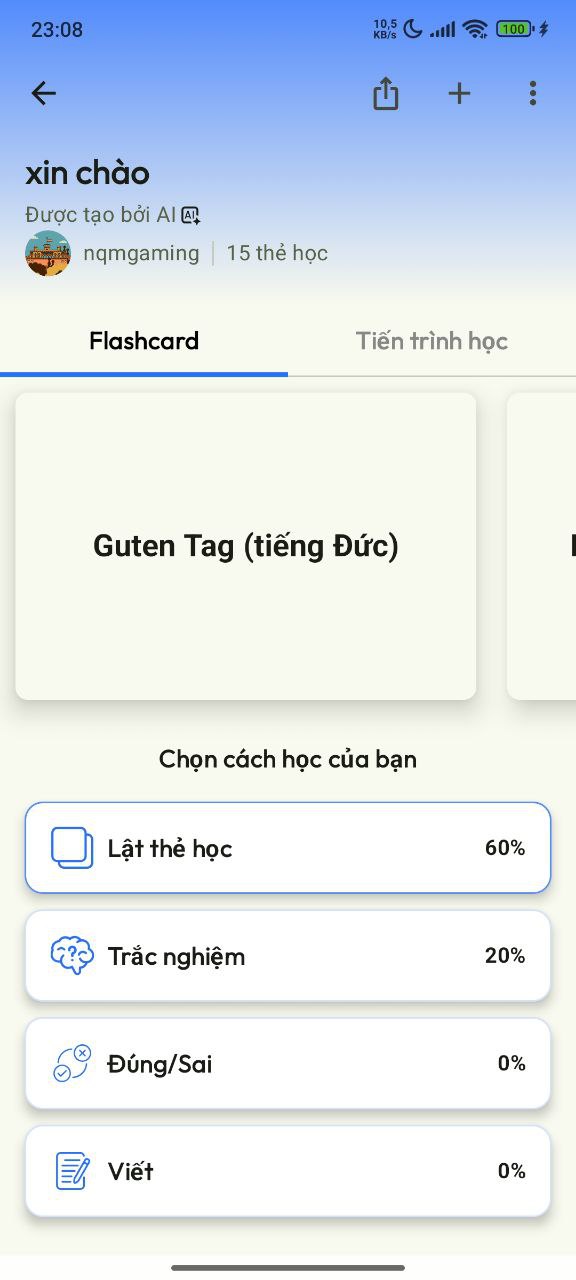 23:08
10,5
KB/s
100
xin chào
Được tạo bởi AI AI
nqmgaming
15 thẻ học
Flashcard
Tiến trình học
Guten Tag (tiếng Đức)
Chọn cách học của bạn
Lật thẻ học 60%
Trắc nghiệm 20%
Đúng/Sai 0%
Viết 0%